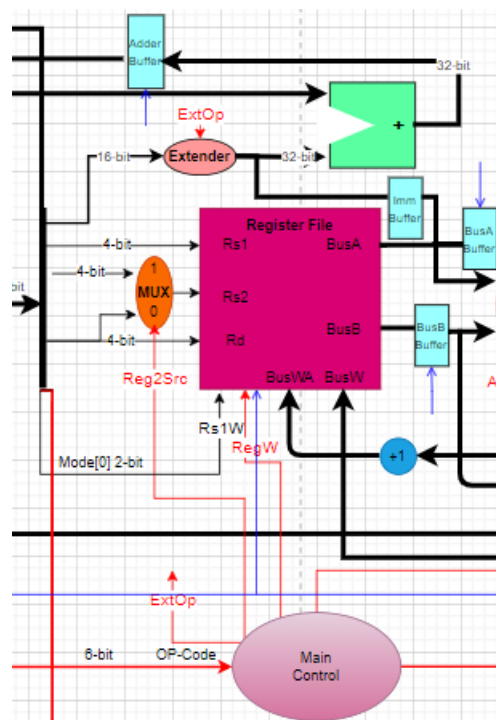 Adder
Buffer
32-bit
ExtOp
+
16-bit
Extender
32-bit
Imm
Buffer
Register File
BusA
Buffer
4-bit
Rs1
BusA
4-bit
1
MUX
0
Rs2
bit
BusB
BusB
Buffer
4-bit
Rd
Reg2Src
BusWA
BusW
A
Rs1W
RegW
Mode[0] 2-bit
+1
ExtOp
6-bit
OP-Code
Main
Control